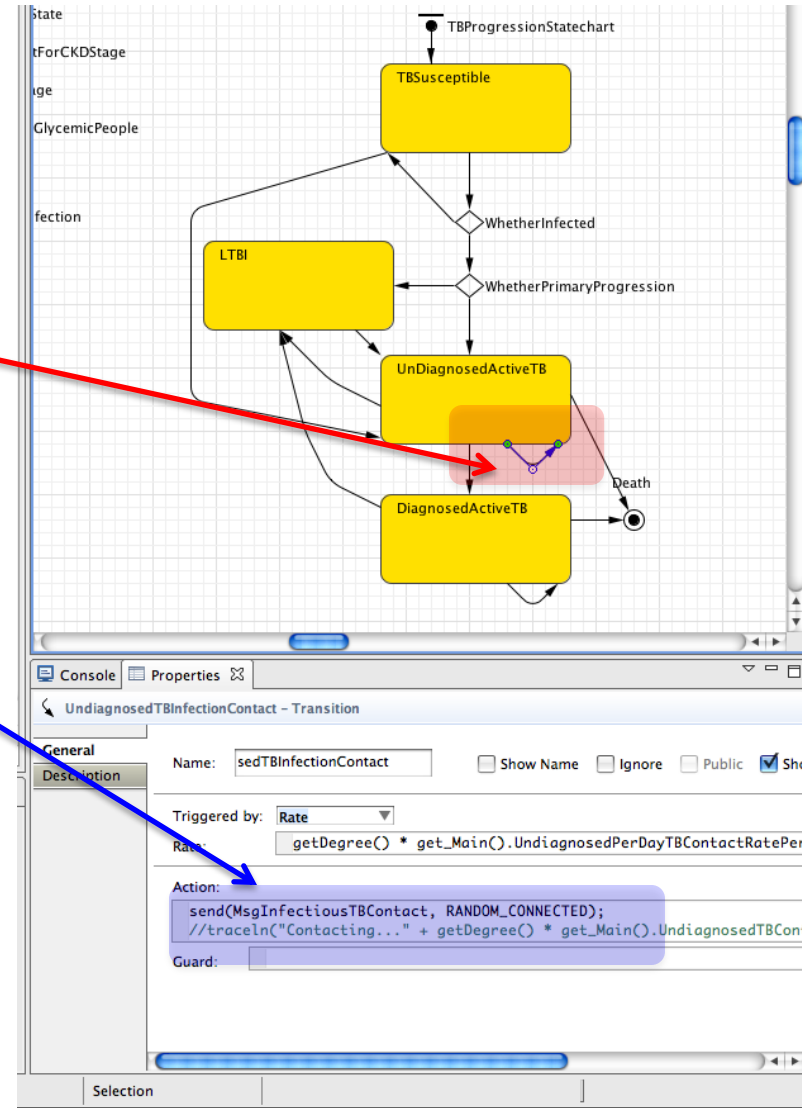 State
TBProgressionStatechart
tForCKDStage
TBSusceptible
age
GlycemicPeople
fection
WhetherInfected
LTBI
WhetherPrimaryProgression
UnDiagnosedActiveTB
Death
DiagnosedActiveTB
Console Properties
UndiagnosedTBInfectionContact - Transition
General
Description
Name: sedTBInfectionContact Show Name Ignore Public Sho
Triggered by: Rate
Rate: getDegree() * get_Main().UndiagnosedPerDayTBContactRatePer
Action:
send(MsgInfectiousTBContact, RANDOM_CONNECTED);
//traceln("Contacting..." + getDegree() * get_Main().UndiagnosedTBCon
Guard:
Selection